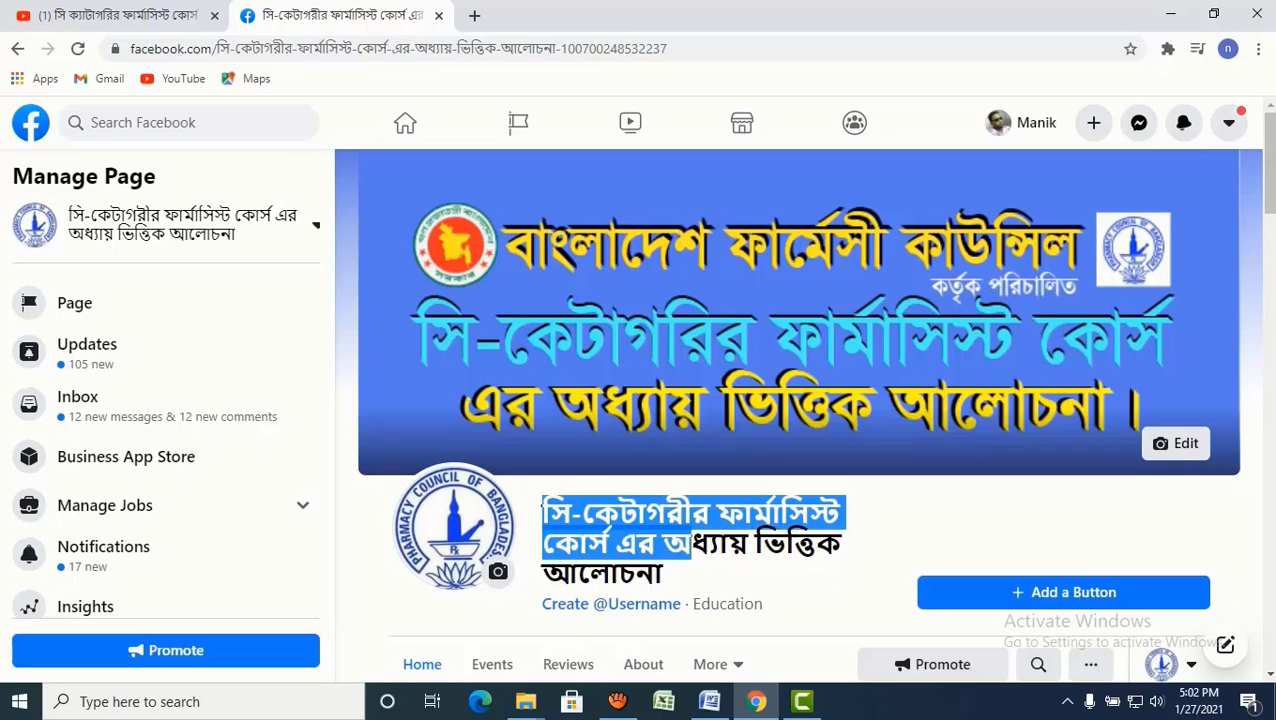 (1) সি ক্যাটাগরির ফার্মাসিস্ট কোর্স
সি-কেটাগরীর ফার্মাসিস্ট কোর্স এর
facebook.com/সি-কেটাগরীর-ফার্মাসিস্ট-কোর্স-এর-অধ্যায়-ভিত্তিক-আলোচনা-100700248532237
n
Apps Gmail YouTube Maps
Search Facebook
Manik
Manage Page
সি-কেটাগরীর ফার্মাসিস্ট কোর্স এর
অধ্যায় ভিত্তিক আলোচনা
Page
Updates
105 new
Inbox
12 new messages & 12 new comments
Business App Store
Manage Jobs
Notifications
17 new
Insights
Promote
বাংলাদেশ ফার্মেসী কাউন্সিল
কর্তৃক পরিচালিত
সি-কেটাগরির ফার্মাসিস্ট কোর্স
এর অধ্যায় ভিত্তিক আলোচনা।
Edit
PHARMACY COUNCIL OF BANGLADESH
সি-কেটাগরীর ফার্মাসিস্ট
কোর্স এর অধ্যায় ভিত্তিক
আলোচনা
Create @Username · Education
+ Add a Button
Activate Windows
Go to Settings to activate Windows
Home Events Reviews About More
Promote
Type here to search
5:02 PM
1/27/2021